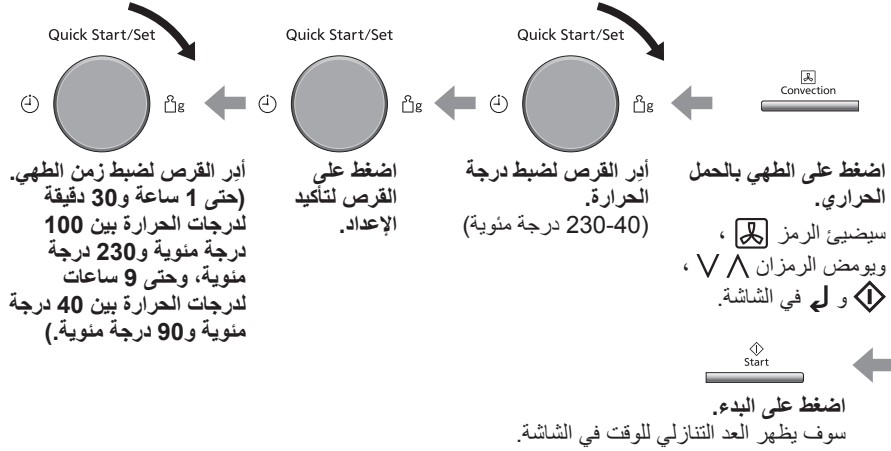 Convection
اضغط على الطهي بالحمل
الحراري.
سيضيئ الرمز ،
ويومض الرمزان ،
و في الشاشة.
Quick Start/Set
g
أدِر القرص لضبط درجة
الحرارة.
(230-40 درجة مئوية)
Quick Start/Set
g
اضغط على
القرص لتأكيد
الإعداد.
Quick Start/Set
g
أدِر القرص لضبط زمن الطهي.
(حتى 1 ساعة و30 دقيقة
لدرجات الحرارة بين 100
درجة مئوية و230 درجة
مئوية، وحتى 9 ساعات
لدرجات الحرارة بين 40 درجة
مئوية و90 درجة مئوية.)
Start
اضغط على البدء.
سوف يظهر العد التنازلي للوقت في الشاشة.